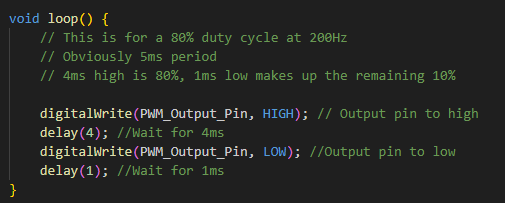 void loop() {
// This is for a 80% duty cycle at 200Hz
// Obviously 5ms period
// 4ms high is 80%, 1ms low makes up the remaining 10%
digitalWrite(PWM_Output_Pin, HIGH); // Output pin to high
delay(4); //Wait for 4ms
digitalWrite(PWM_Output_Pin, LOW); //Output pin to low
delay(1); //Wait for 1ms
}